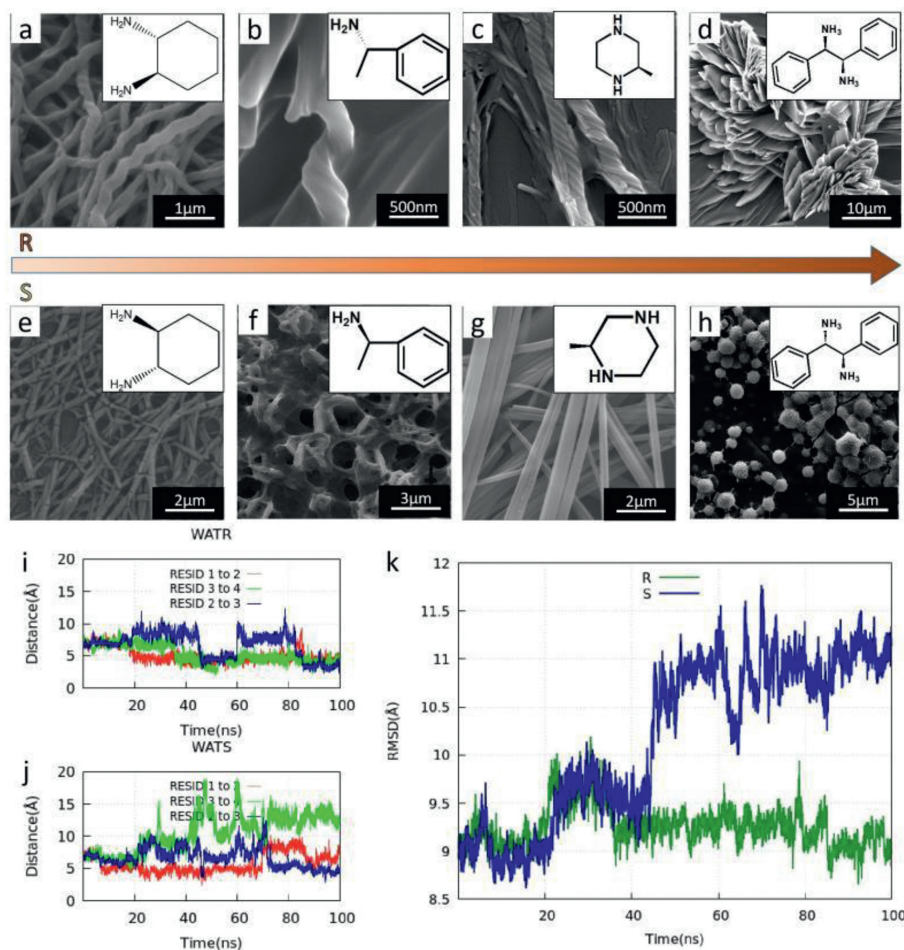 a
H₂N
H₂N
1μm
b
H₂N
500nm
c
H
N
N
H
500nm
d
NH₃
NH₃
10μm
R
S
e
H₂N
H₂N
2μm
f
H₂N
3μm
g
NH
HN
2μm
h
NH₃
NH₃
5μm
WATR
i
20
15
10
5
0
Distance(Å)
RESID 1 to 2
RESID 3 to 4
RESID 2 to 3
0 20 40 60 80 100
Time(ns)
WATS
j
20
15
10
5
0
Distance(Å)
RESID 1 to
RESID 3 to
RESID to 3
0 20 40 60 80 100
Time(ns)
k
12
11.5
11
10.5
10
9.5
9
8.5
RMSD(Å)
R
S
20 40 60 80 100
Time(ns)